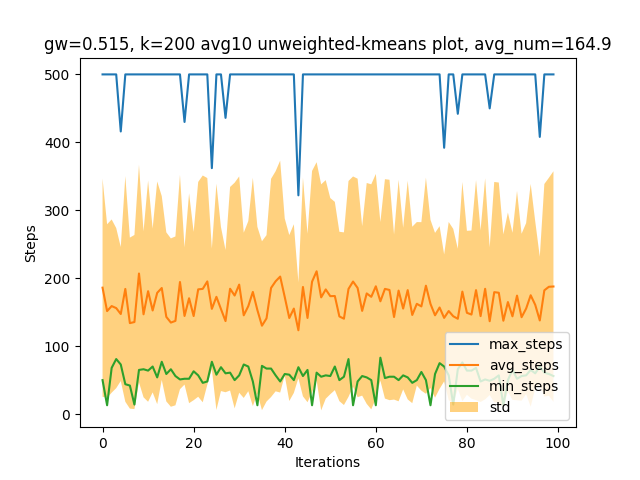 gw=0.515, k=200 avg10 unweighted-kmeans plot, avg_num=164.9
500
400
300
200
100
0
Steps
0 20 40 60 80 100
Iterations
max_steps
avg_steps
min_steps
std